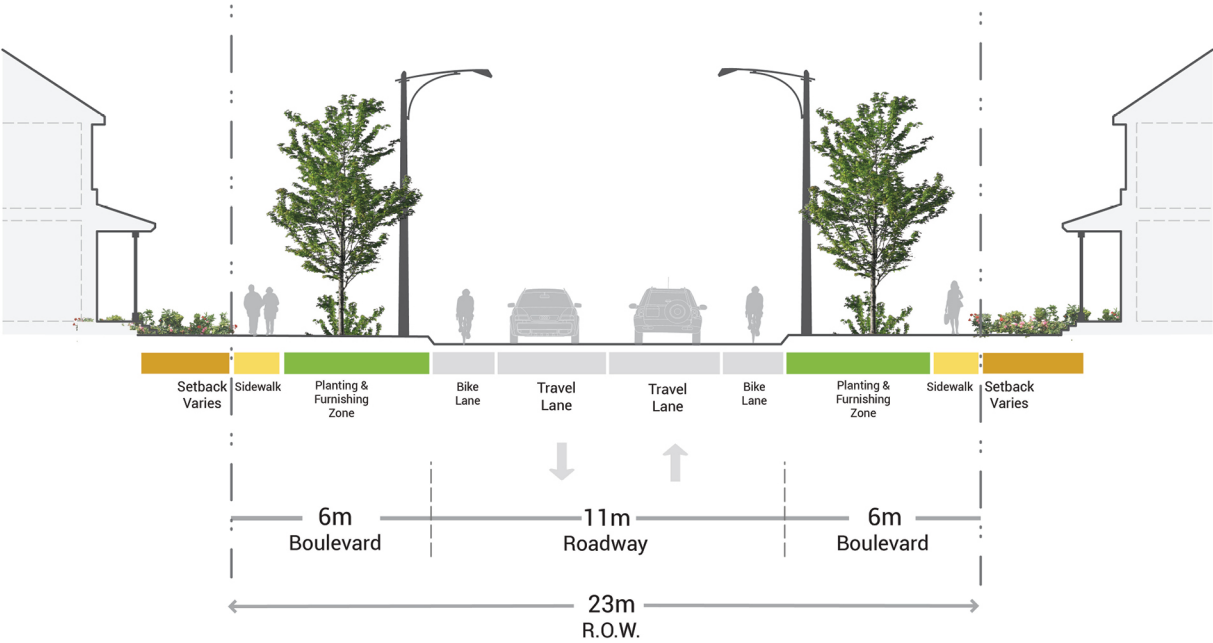 Setback
Varies
Sidewalk
Planting &
Furnishing
Zone
Bike
Lane
Travel
Lane
Travel
Lane
Bike
Lane
Planting &
Furnishing
Zone
Sidewalk
Setback
Varies
6m
Boulevard
11m
Roadway
6m
Boulevard
23m
R.O.W.